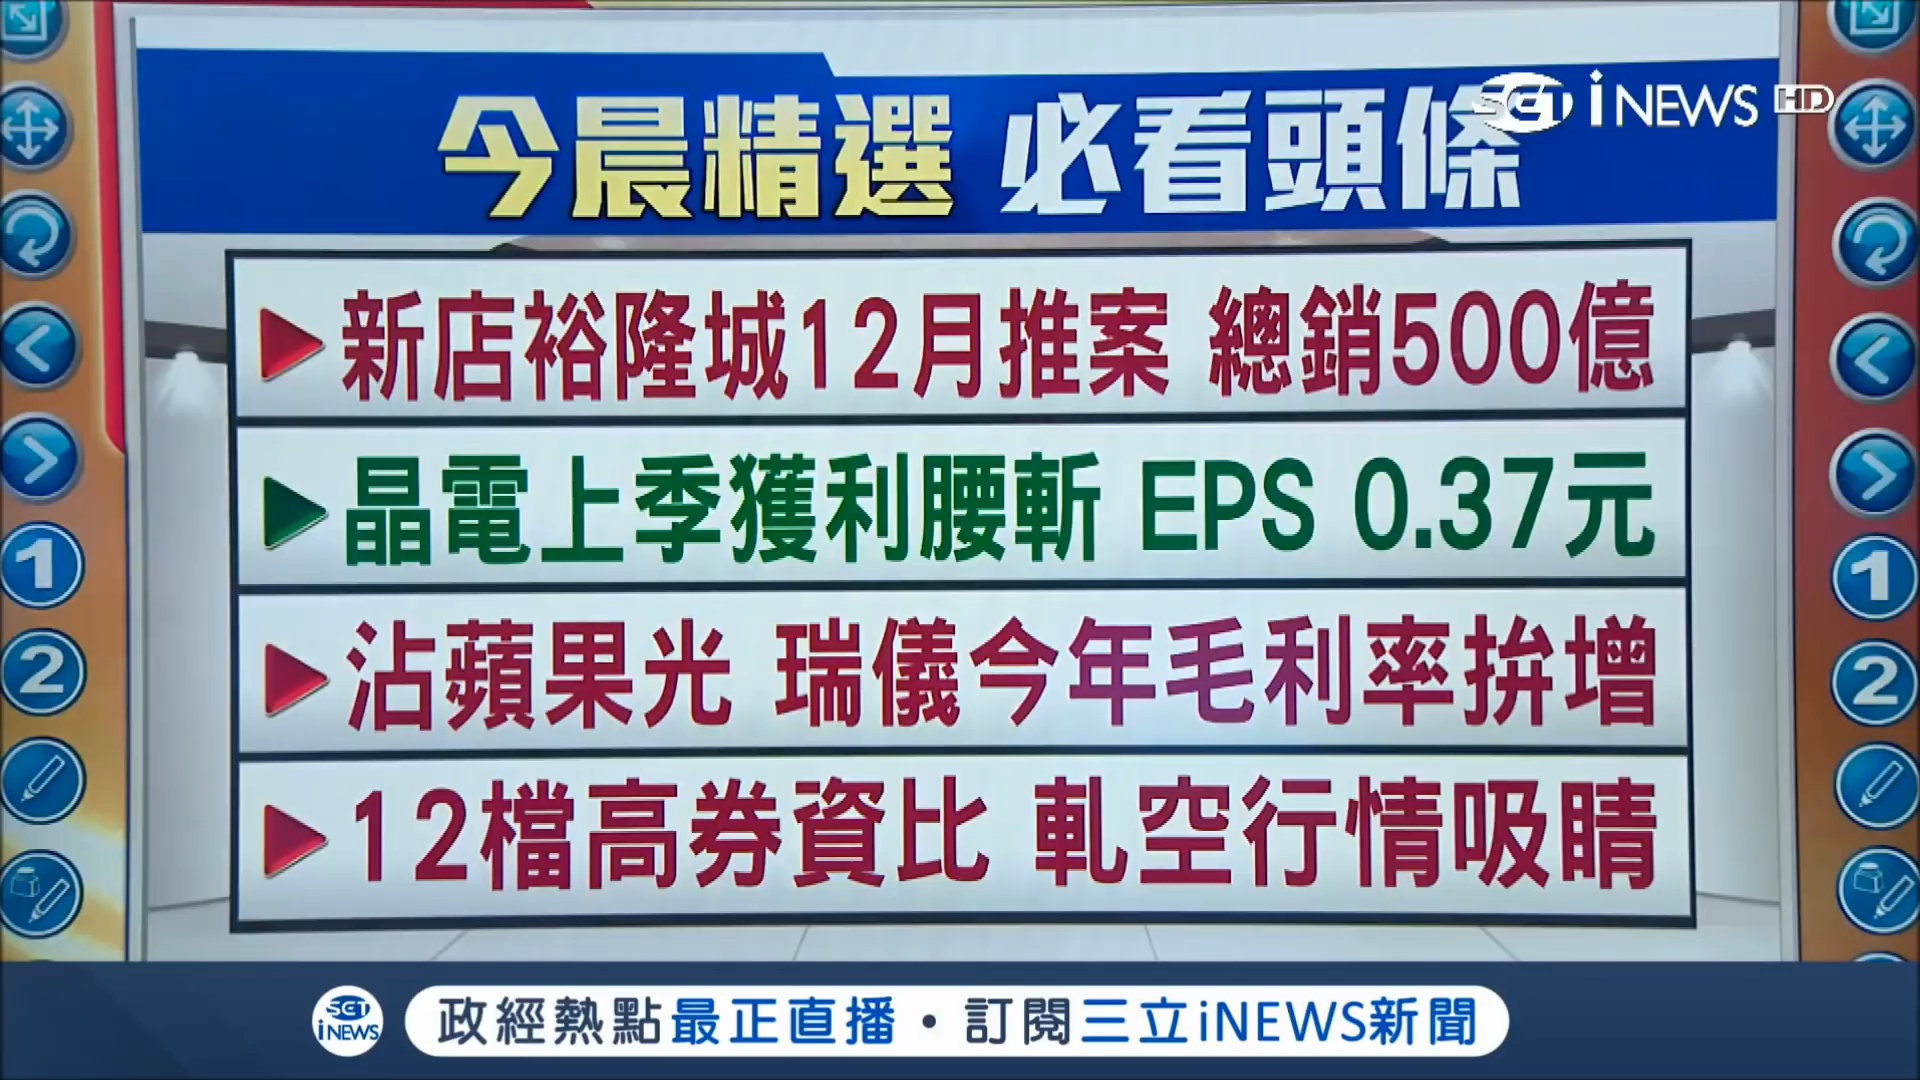 今晨精選 必看頭條
SET iNEWS HD
新店裕隆城12月推案 總銷500億
晶電上季獲利腰斬 EPS 0.37元
沾蘋果光 瑞儀今年毛利率拚增
12檔高券資比 軋空行情吸睛
1
1
2
2
SET iNEWS
政經熱點最正直播・訂閱三立iNEWS新聞